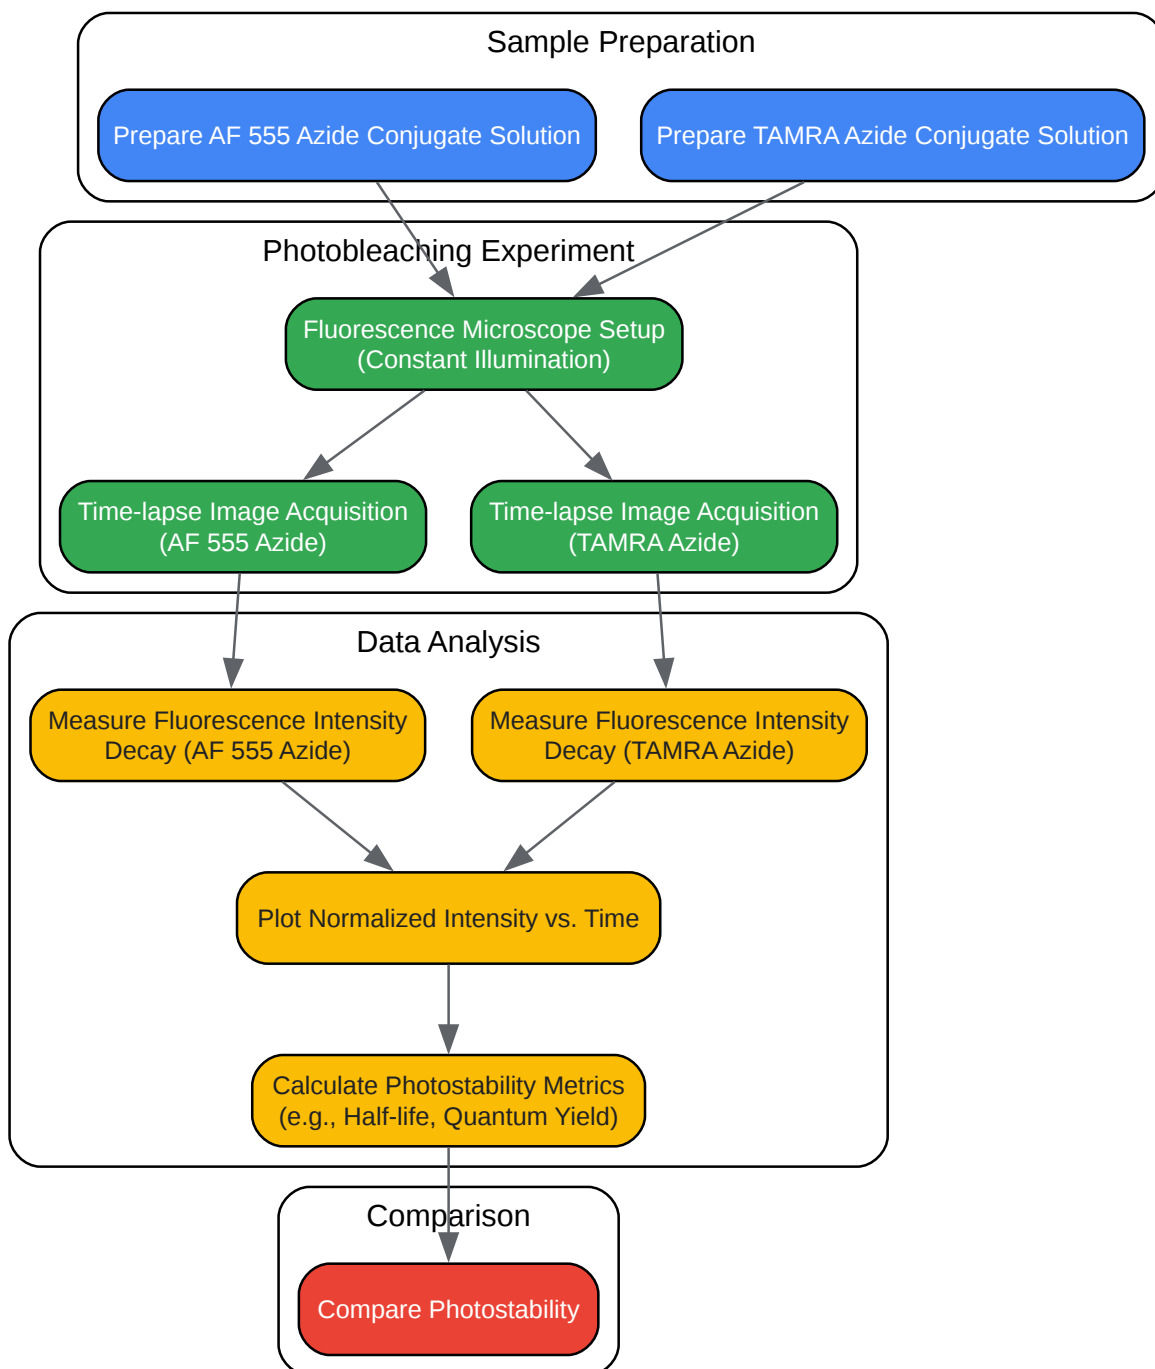 Sample Preparation
Prepare AF 555 Azide Conjugate Solution
Prepare TAMRA Azide Conjugate Solution
Photobleaching Experiment
Fluorescence Microscope Setup
(Constant Illumination)
Time-lapse Image Acquisition
(AF 555 Azide)
Time-lapse Image Acquisition
(TAMRA Azide)
Data Analysis
Measure Fluorescence Intensity
Decay (AF 555 Azide)
Measure Fluorescence Intensity
Decay (TAMRA Azide)
Plot Normalized Intensity vs. Time
Calculate Photostability Metrics
(e.g., Half-life, Quantum Yield)
Comparison
Compare Photostability